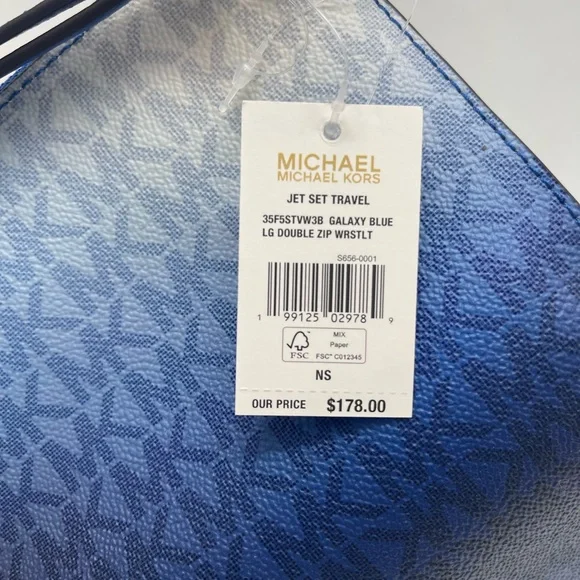 MICHAEL
MICHAEL KORS
JET SET TRAVEL
35F5STVW3B GALAXY BLUE
LG DOUBLE ZIP WRSTLT
S656-0001
1 99125 02978 9
FSC
MIX
Paper
FSC™ C012345
NS
OUR PRICE $178.00